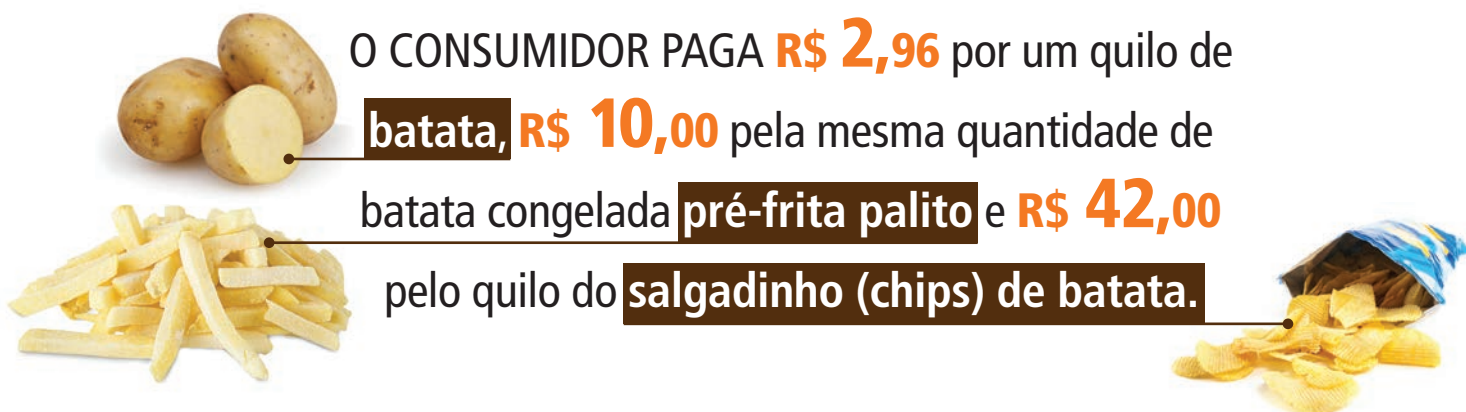 O CONSUMIDOR PAGA R$ 2,96 por um quilo de
batata, R$ 10,00 pela mesma quantidade de
batata congelada pré-frita palito e R$ 42,00
pelo quilo do salgadinho (chips) de batata.